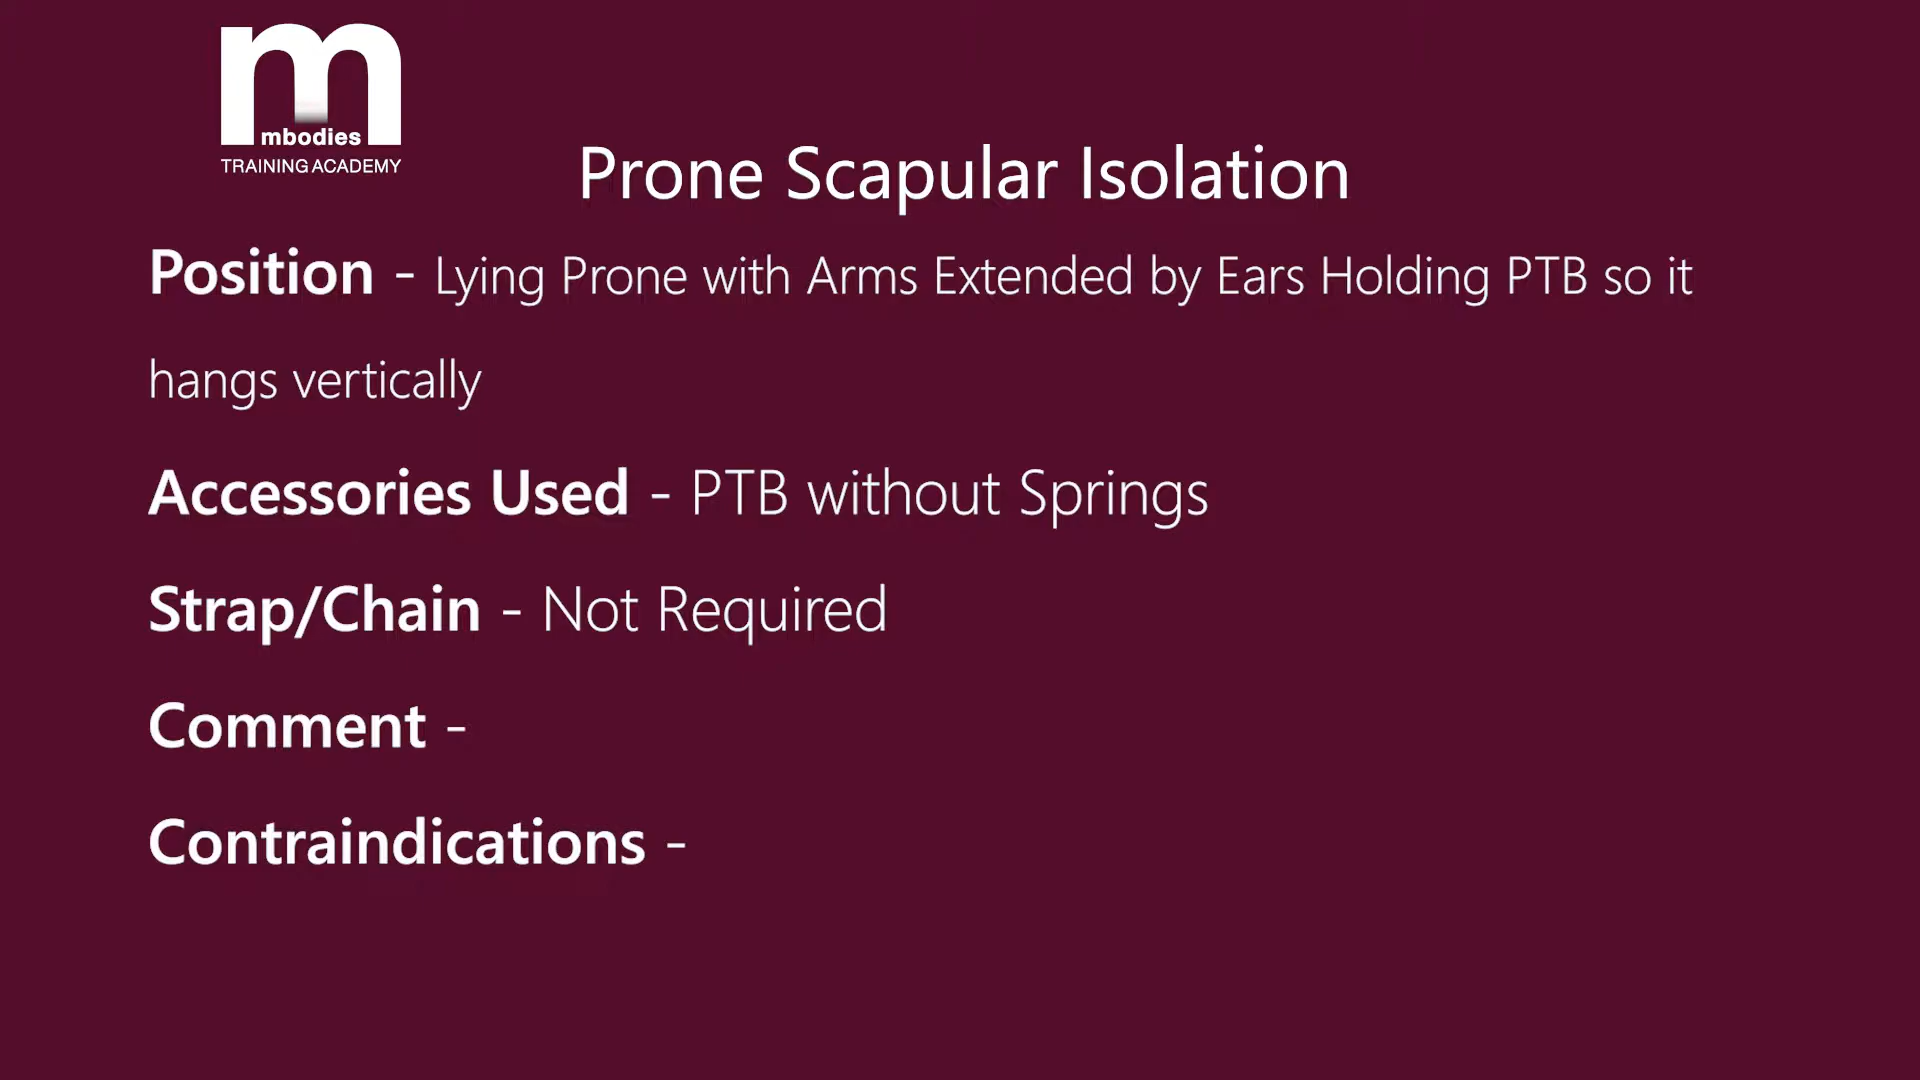 mbodies
TRAINING ACADEMY
Prone Scapular Isolation
Position - Lying Prone with Arms Extended by Ears Holding PTB so it
hangs vertically
Accessories Used - PTB without Springs
Strap/Chain - Not Required
Comment -
Contraindications -